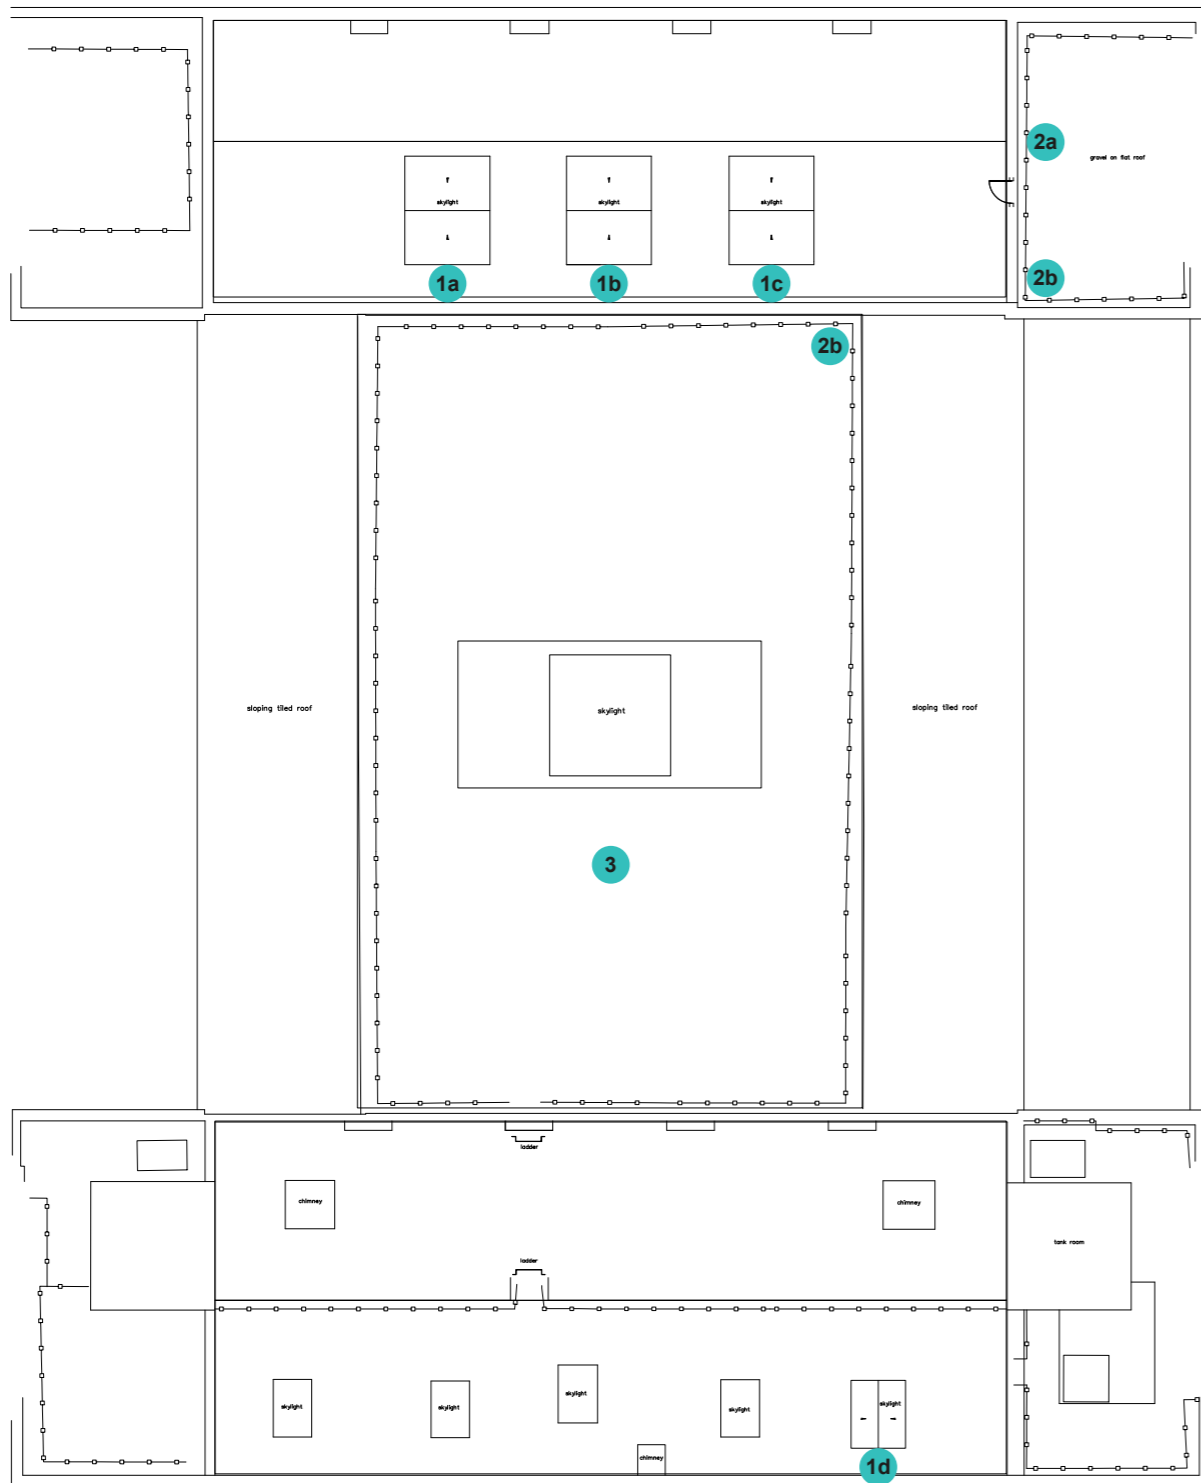 2a
gravel on flat roof
skylight
skylight
skylight
1a
1b
1c
2b
2b
sloping tiled roof
skylight
sloping tiled roof
3
ladder
chimney
chimney
tank room
ladder
skylight
skylight
skylight
skylight
skylight
chimney
1d